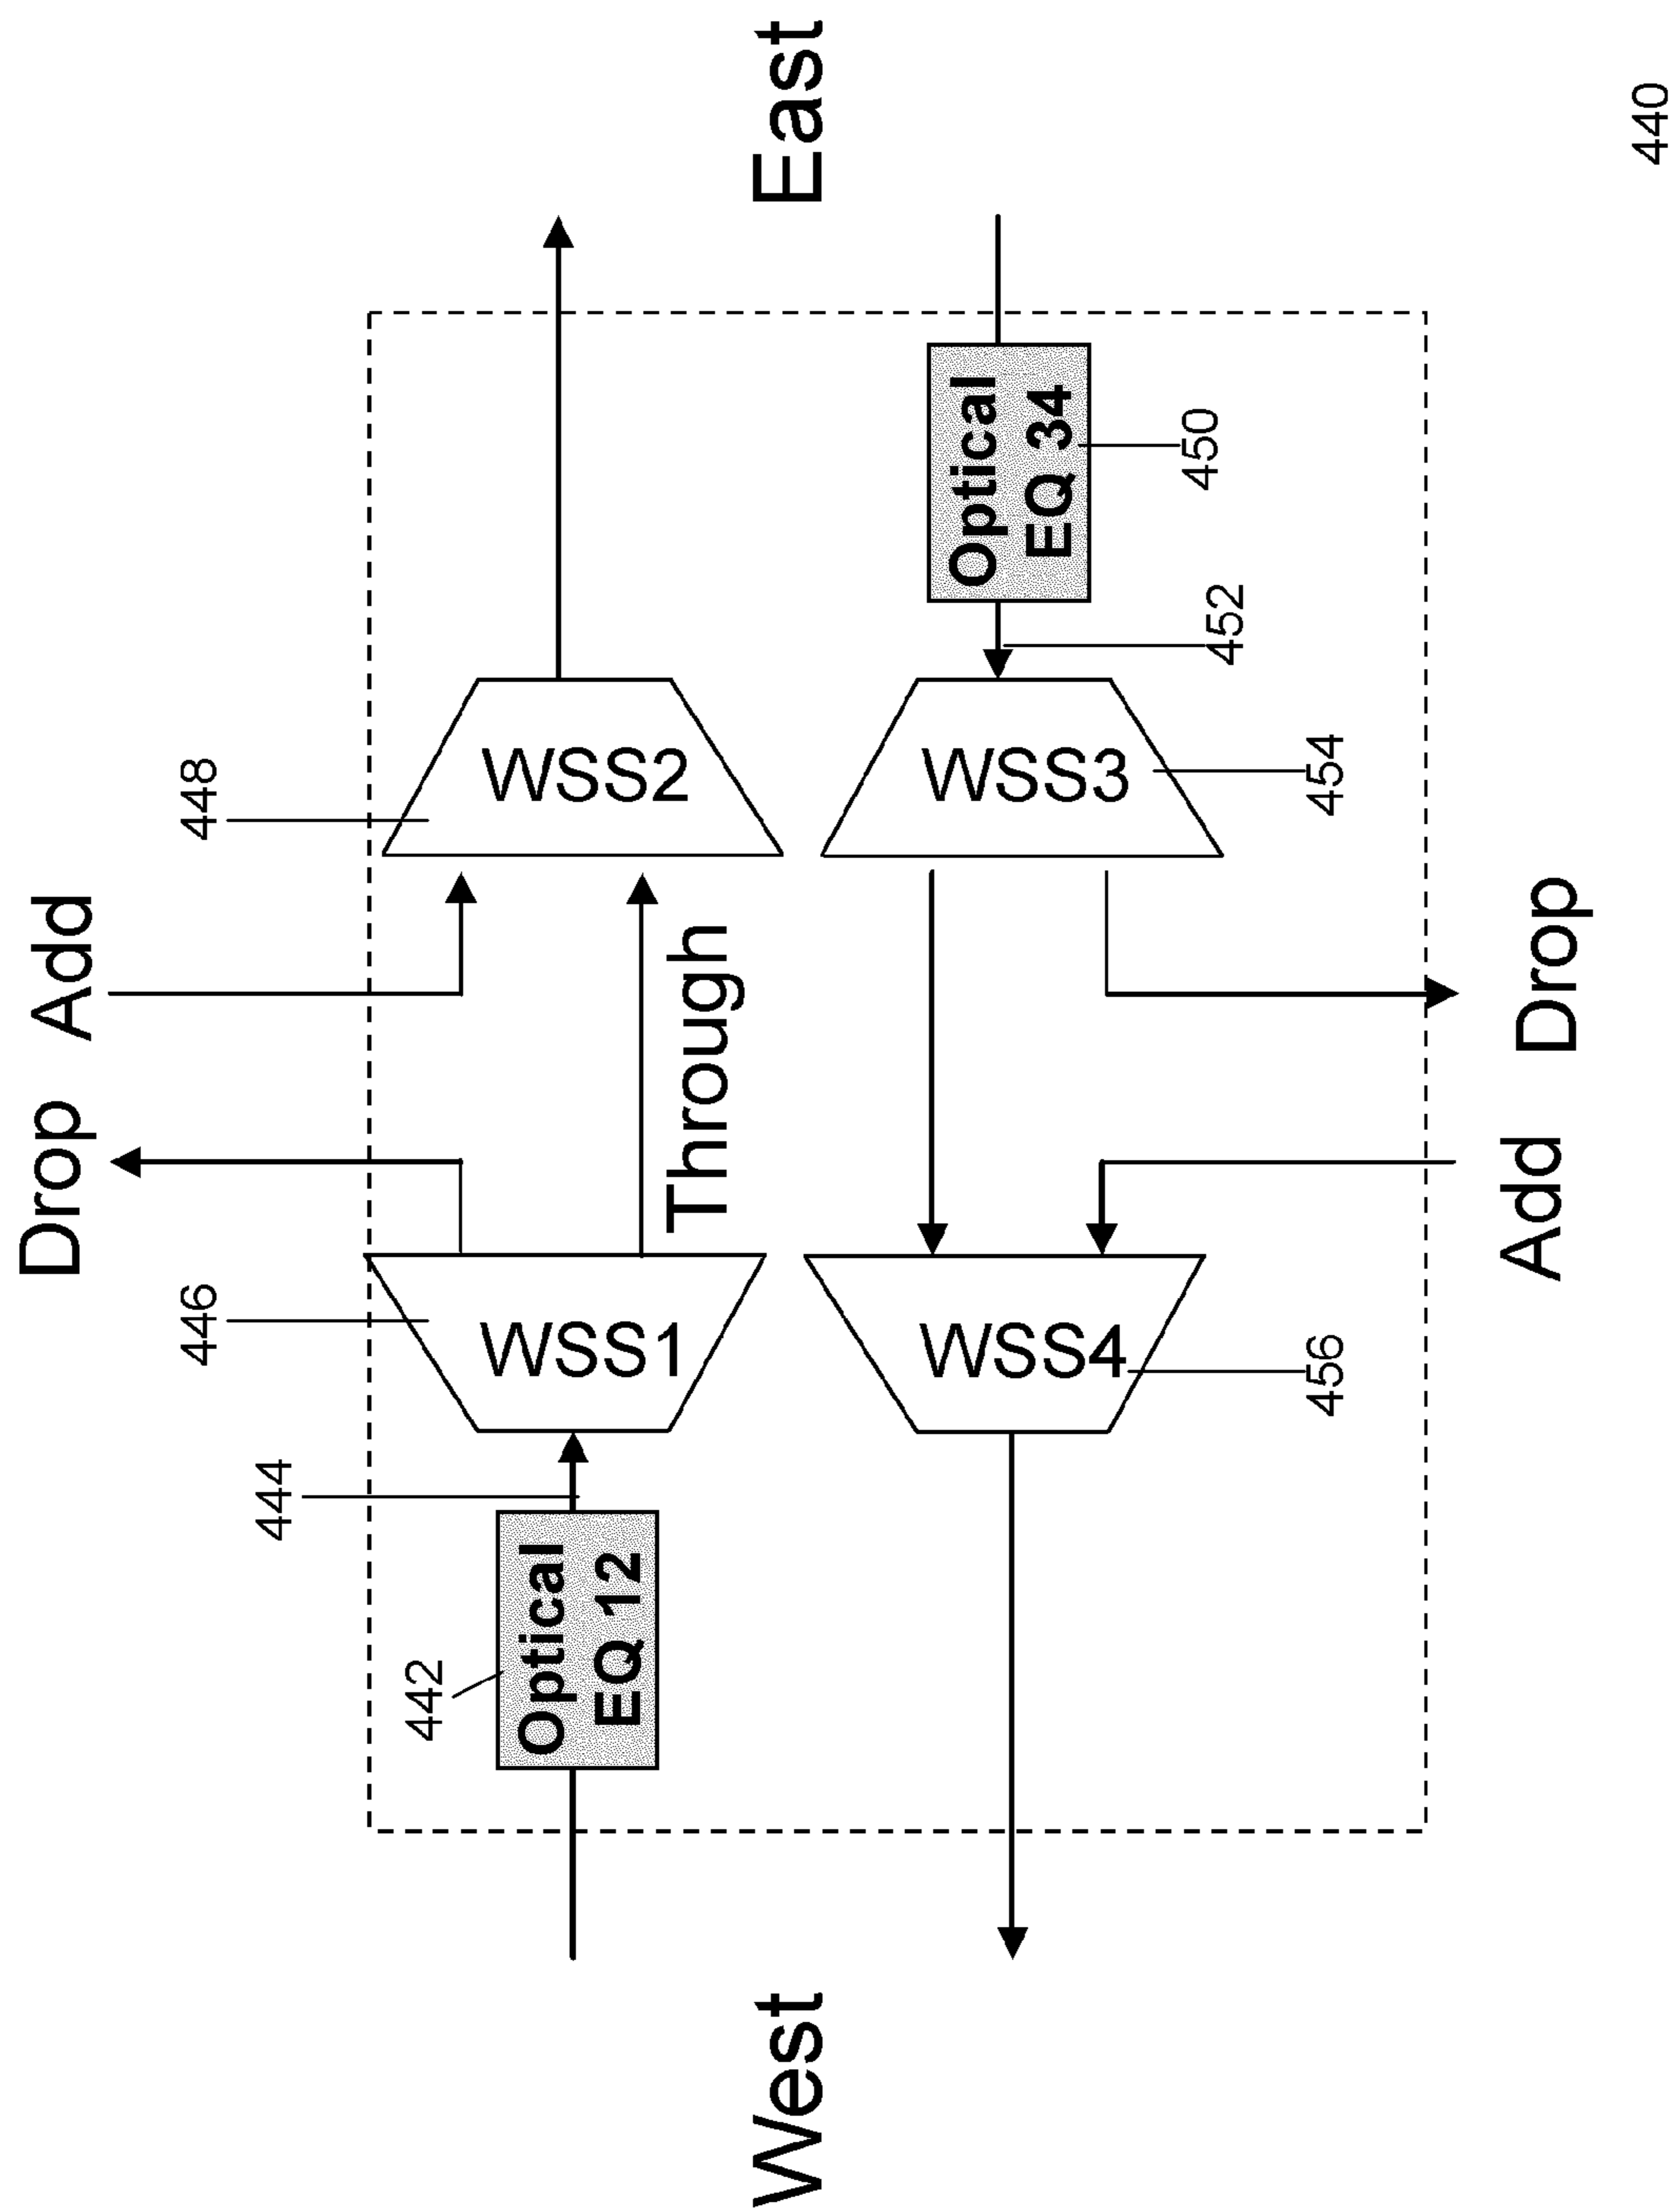 Drop Add
446
448
444
442
Optical
EQ 12
WSS1
WSS2
Through
West
East
WSS4
WSS3
Optical
EQ 34
450
452
456
454
Add Drop
440